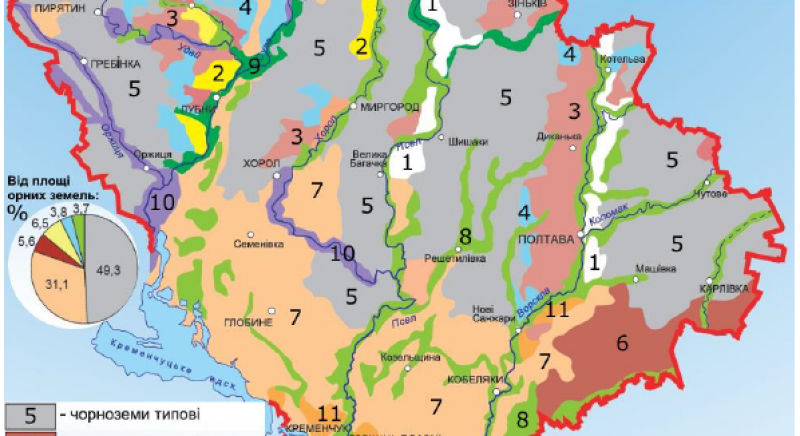 ПИРЯТИН
3
4
1
ЗІНЬКІВ
Удай
5
2
4
Котельва
ГРЕБІНКА
9
2
5
ЛУБНИ
МИРГОРОД
5
3
Оржиця
3
Хорол
Псел
Шишаки
Диканька
Оржиця
ХОРОЛ
Велика
Багачка
1
5
Від площі
орних земель:
%
10
7
5
4
Чутове
3,8
3,7
6,5
5,6
49,3
31,1
Коломак
Семенівка
8
ПОЛТАВА
10
Решетилівка
1
5
Машівка
КАРЛІВКА
5
Ворскла
ГЛОБИНЕ
7
Псел
Нові
Санжари
11
6
Кременчуцьке вдсх.
Козельщина
7
КОБЕЛЯКИ
7
11
8
КРЕМЕНЧУК
5 - чорноземи типові